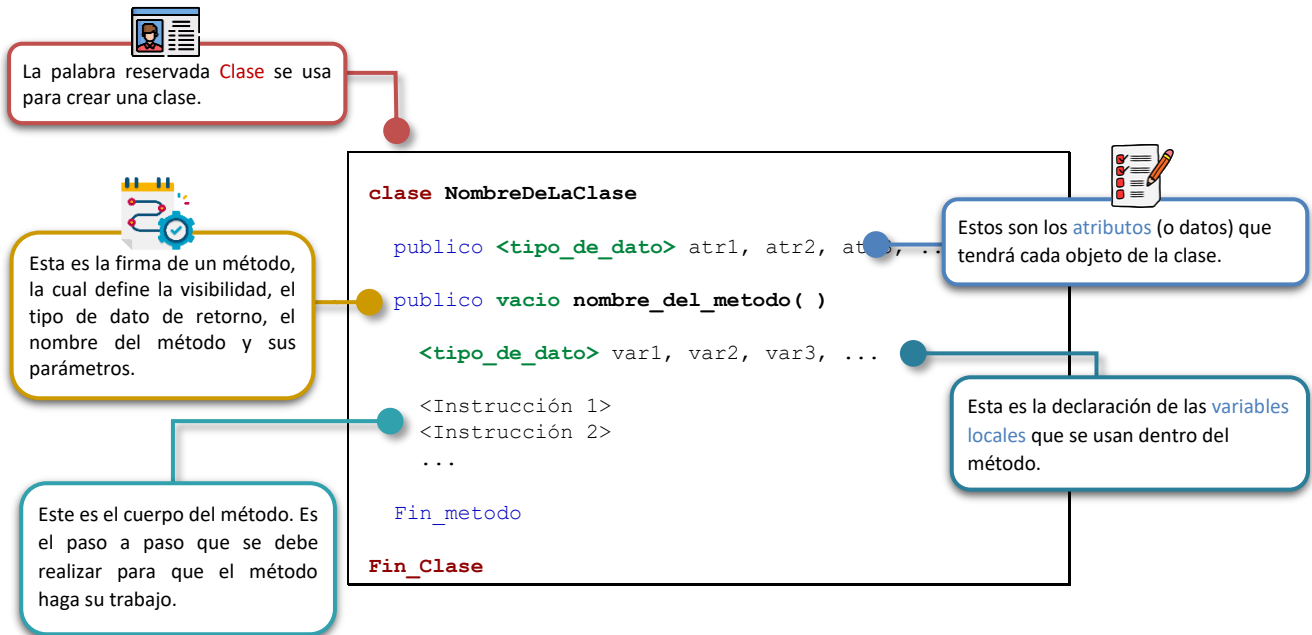 La palabra reservada Clase se usa
para crear una clase.
clase NombreDeLaClase
publico <tipo_de_dato> atr1, atr2, at 3, ..
Estos son los atributos (o datos) que
tendrá cada objeto de la clase.
Esta es la firma de un método,
la cual define la visibilidad, el
tipo de dato de retorno, el
nombre del método y sus
parámetros.
publico vacio nombre_del_metodo( )
<tipo_de_dato> var1, var2, var3, ...
Esta es la declaración de las variables
locales que se usan dentro del
método.
<Instrucción 1>
<Instrucción 2>
...
Este es el cuerpo del método. Es
el paso a paso que se debe
realizar para que el método
haga su trabajo.
Fin_metodo
Fin_Clase